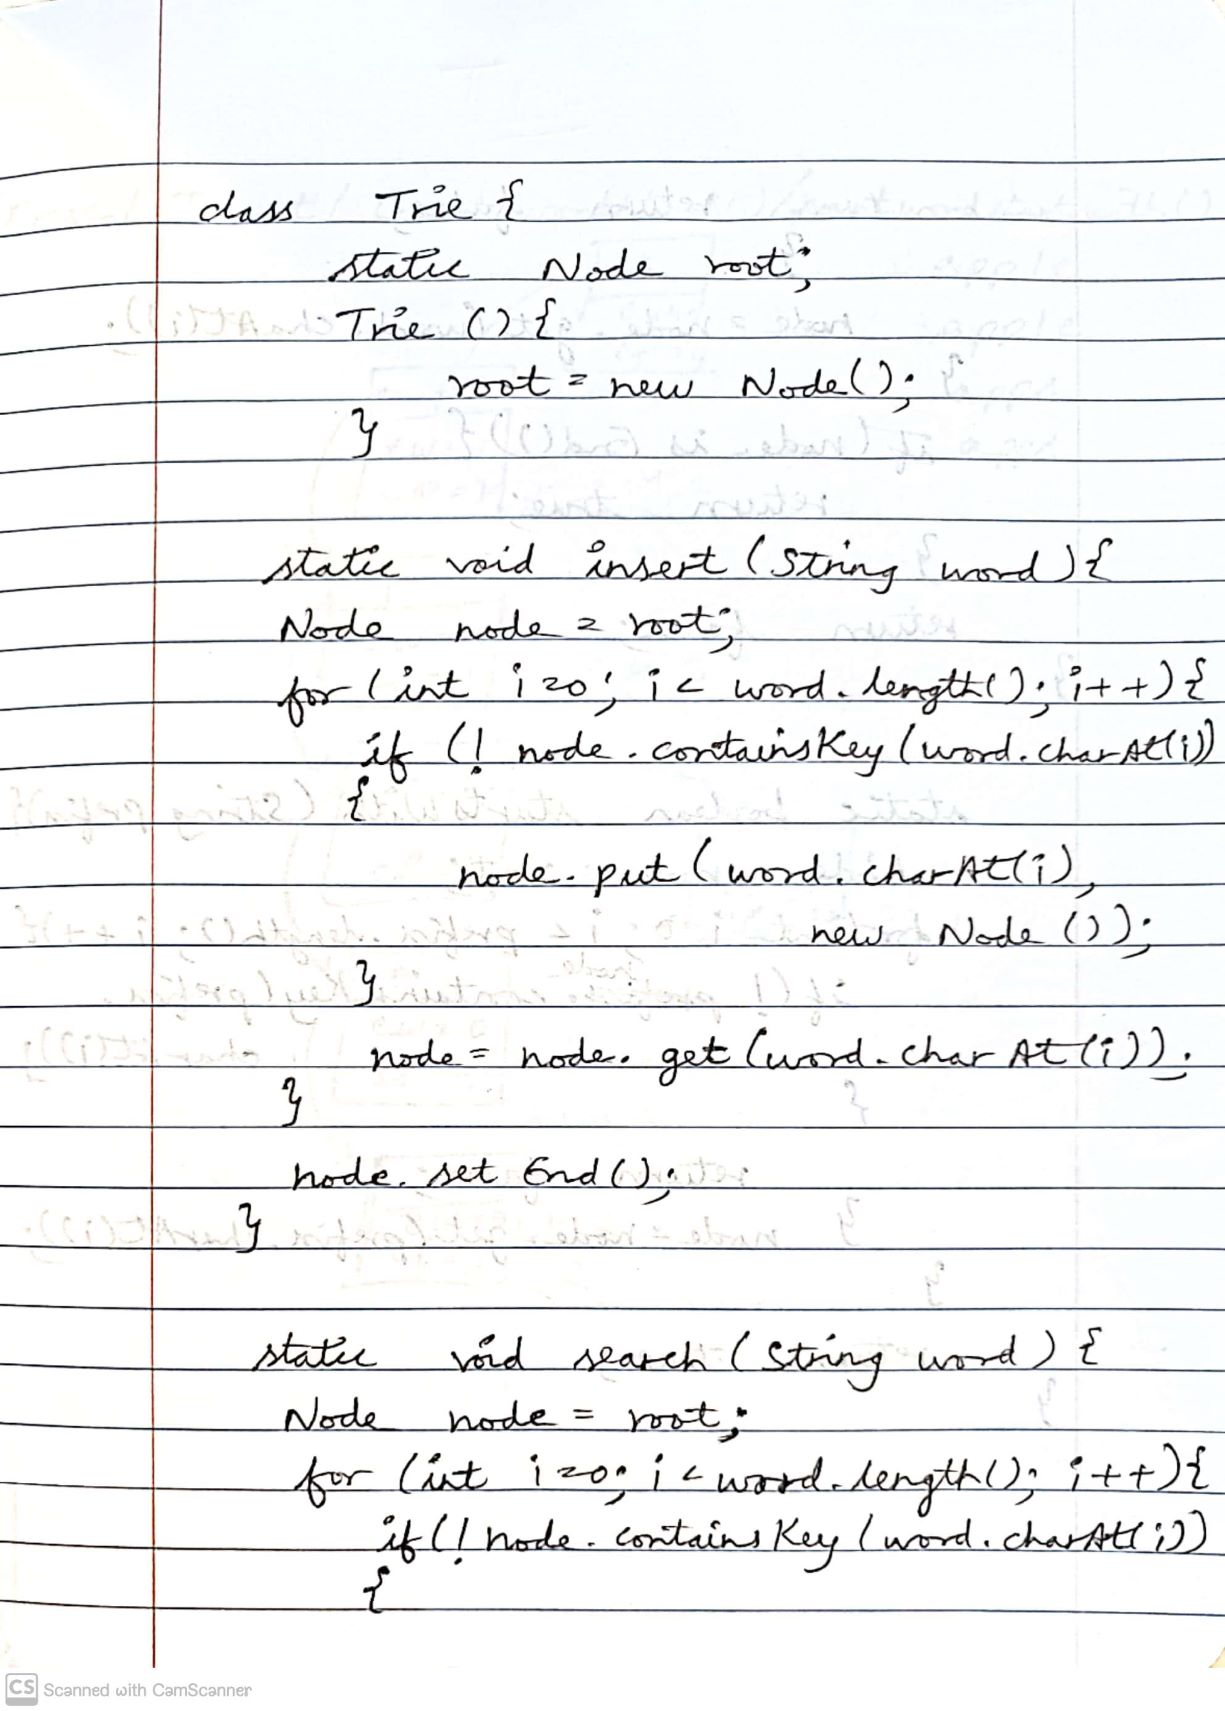 class Trie {
static Node root;
Trie () {
root = new Node();
}
static void insert (String word) {
Node node = root;
for (int i=0; i < word.length(); i++) {
if (! node.containsKey (word.charAt(i))
{
node.put (word.charAt(i),
new Node ());
}
node = node.get (word.charAt(i));
}
node.setEnd();
}
static void search (String word) {
Node node = root;
for (int i=0; i < word.length(); i++) {
if (! node.containsKey (word.charAt(i))
{
CS Scanned with CamScanner